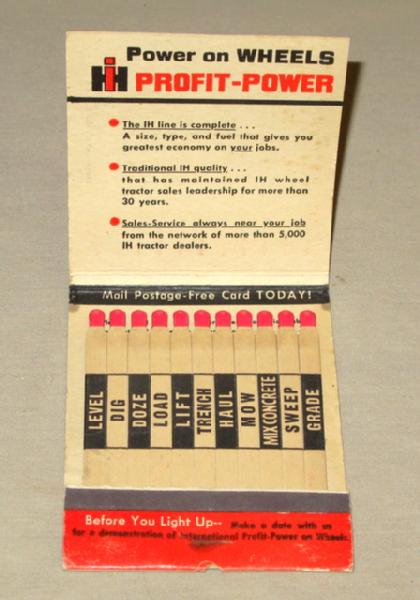 Power on WHEELS
IH PROFIT-POWER
The IH line is complete . . .
A size, type, and fuel that gives you
greatest economy on your jobs.
Traditional IH quality . . .
that has maintained IH wheel
tractor sales leadership for more than
30 years.
Sales-Service always near your job
from the network of more than 5,000
IH tractor dealers.
Mail Postage-Free Card TODAY!
LEVEL
DIG
DOZE
LOAD
LIFT
TRENCH
HAUL
MOW
MIX CONCRETE
SWEEP
GRADE
Before You Light Up-- Make a date with us
for a demonstration of International Profit-Power on Wheels.